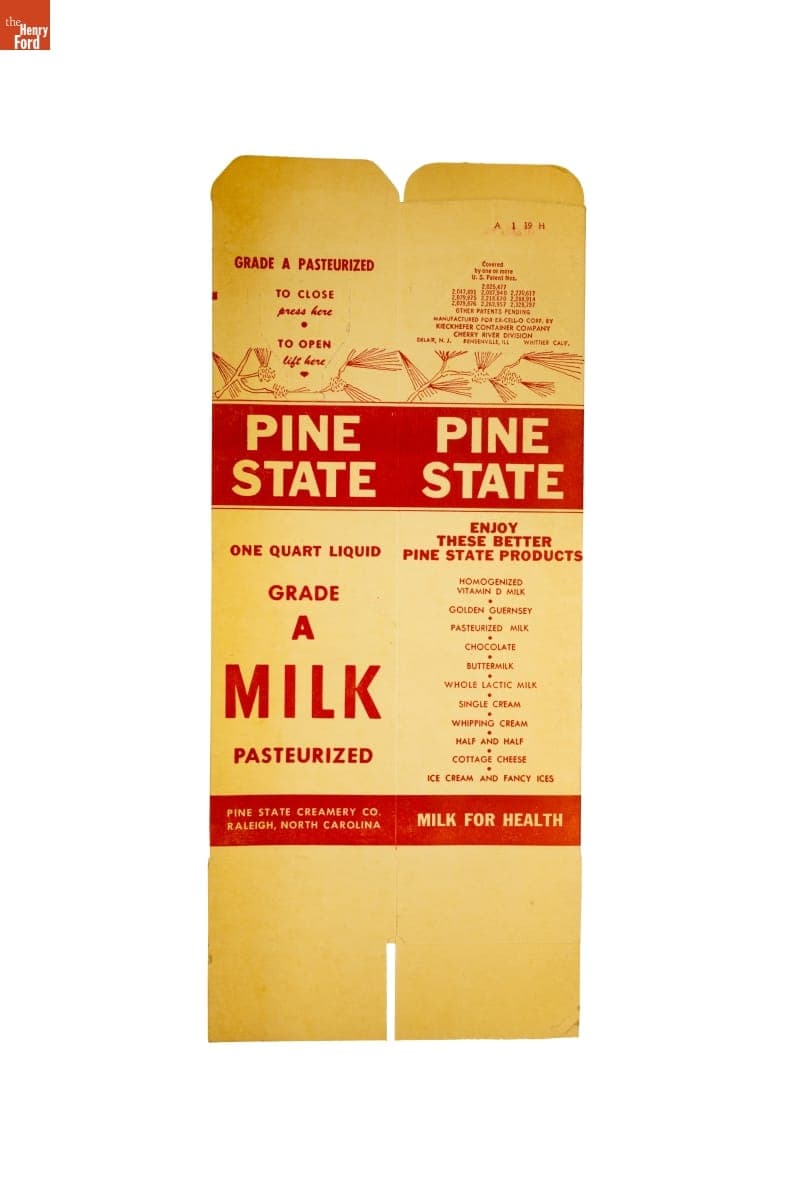 the
Henry
Ford
GRADE A PASTEURIZED
TO CLOSE
press here
•
TO OPEN
lift here
PINE
STATE
ONE QUART LIQUID
GRADE
A
MILK
PASTEURIZED
PINE STATE CREAMERY CO.
RALEIGH, NORTH CAROLINA
A 1 19 H
Covered
by one or more
U. S. Patent Nos.
2,025,477
OTHER PATENTS PENDING
MANUFACTURED FOR EX-CELL-O CORP. BY
KIECKHEFER CONTAINER COMPANY
CHERRY RIVER DIVISION
DELAIR, N. J. BENSENVILLE, ILL WHITTIER CALIF.
PINE
STATE
ENJOY
THESE BETTER
PINE STATE PRODUCTS
HOMOGENIZED
VITAMIN D MILK
•
GOLDEN GUERNSEY
•
PASTEURIZED MILK
•
CHOCOLATE
•
BUTTERMILK
•
WHOLE LACTIC MILK
•
SINGLE CREAM
•
WHIPPING CREAM
•
HALF AND HALF
•
COTTAGE CHEESE
•
ICE CREAM AND FANCY ICES
MILK FOR HEALTH